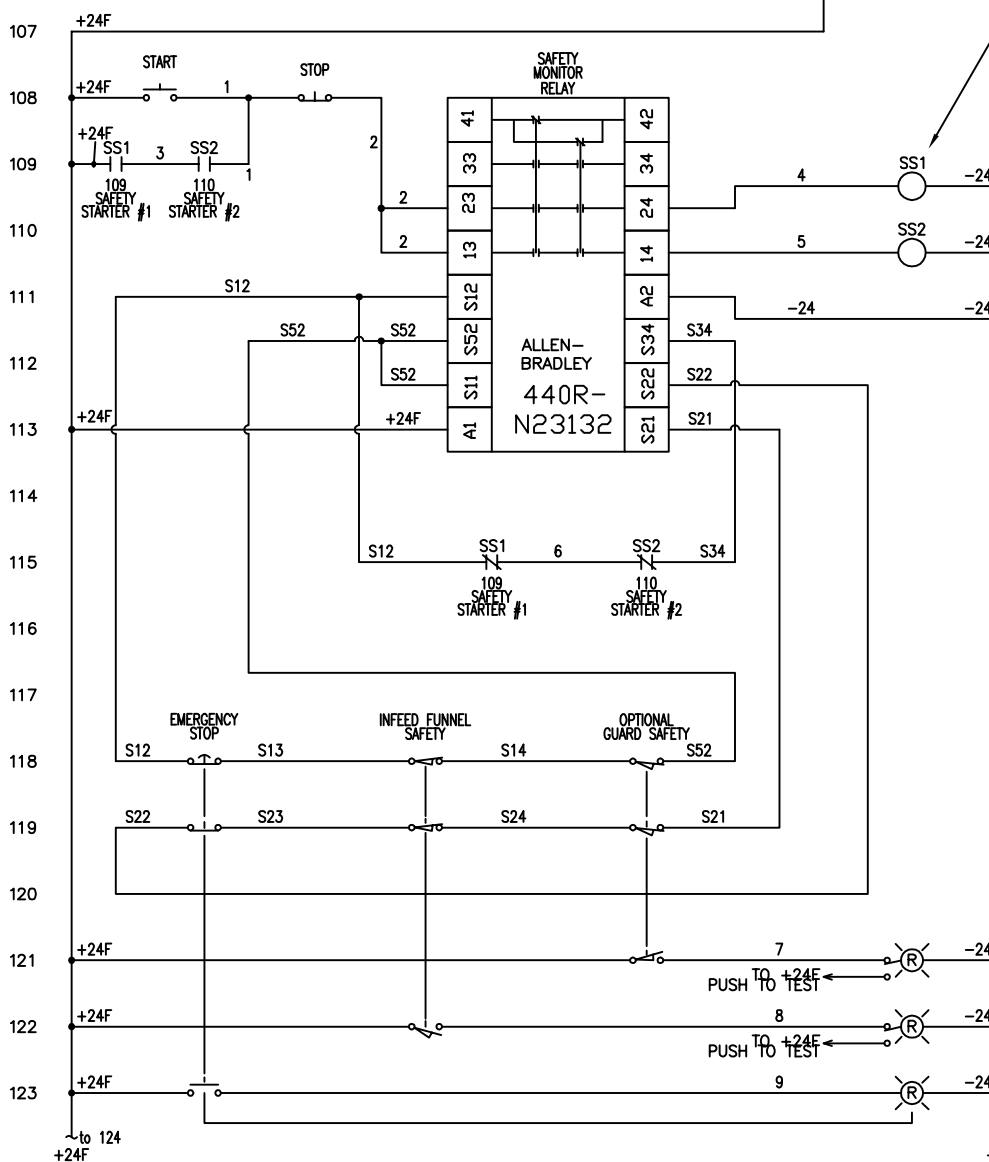 107
+24F
START
STOP
SAFETY
MONITOR
RELAY
108
+24F
1
41
42
+24F
SS1
3
SS2
1
2
109
109
SAFETY
STARTER #1
110
SAFETY
STARTER #2
33
34
4
SS1
-24
2
23
24
110
SS2
2
13
14
5
-24
111
S12
S12
A2
-24
-24
S52
S52
S52
S34
S34
112
S52
S11
ALLEN-
BRADLEY
440R-
N23132
S22
S22
113
+24F
+24F
A1
S21
S21
114
115
S12
SS1
6
SS2
S34
109
SAFETY
STARTER #1
110
SAFETY
STARTER #2
116
117
EMERGENCY
STOP
INFEED FUNNEL
SAFETY
OPTIONAL
GUARD SAFETY
118
S12
S13
S14
S52
119
S22
S23
S24
S21
120
121
+24F
7
R
-24
TO +24F
PUSH TO TEST
122
+24F
8
R
-24
TO +24F
PUSH TO TEST
123
+24F
9
R
-24
to 124
+24F